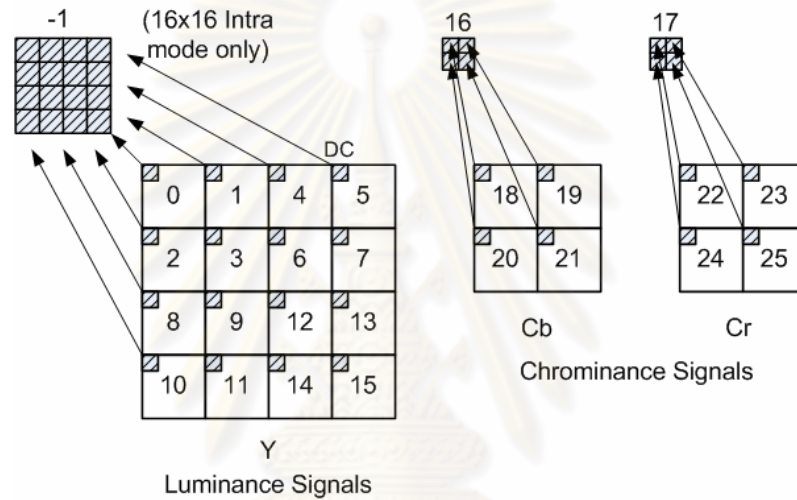 -1
(16x16 Intra
mode only)
16
17
DC
0 1 4 5
2 3 6 7
8 9 12 13
10 11 14 15
18 19
20 21
22 23
24 25
Cb
Cr
Chrominance Signals
Y
Luminance Signals